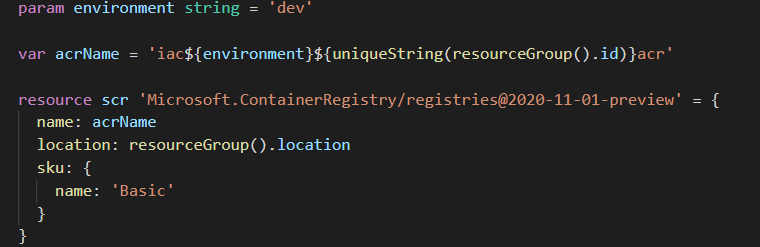 param environment string = 'dev'
var acrName = 'iac${environment}${uniqueString(resourceGroup().id)}acr'
resource scr 'Microsoft.ContainerRegistry/registries@2020-11-01-preview' = {
  name: acrName
  location: resourceGroup().location
  sku: {
    name: 'Basic'
  }
}